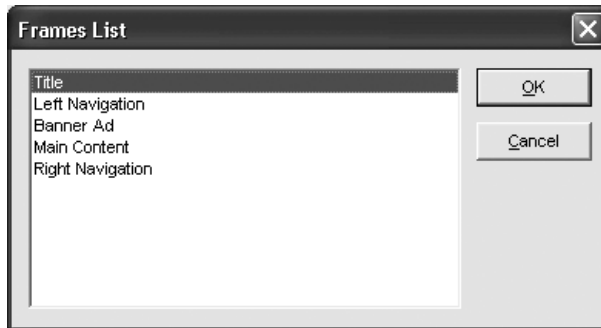 Frames List
Title
Left Navigation
Banner Ad
Main Content
Right Navigation
OK
Cancel